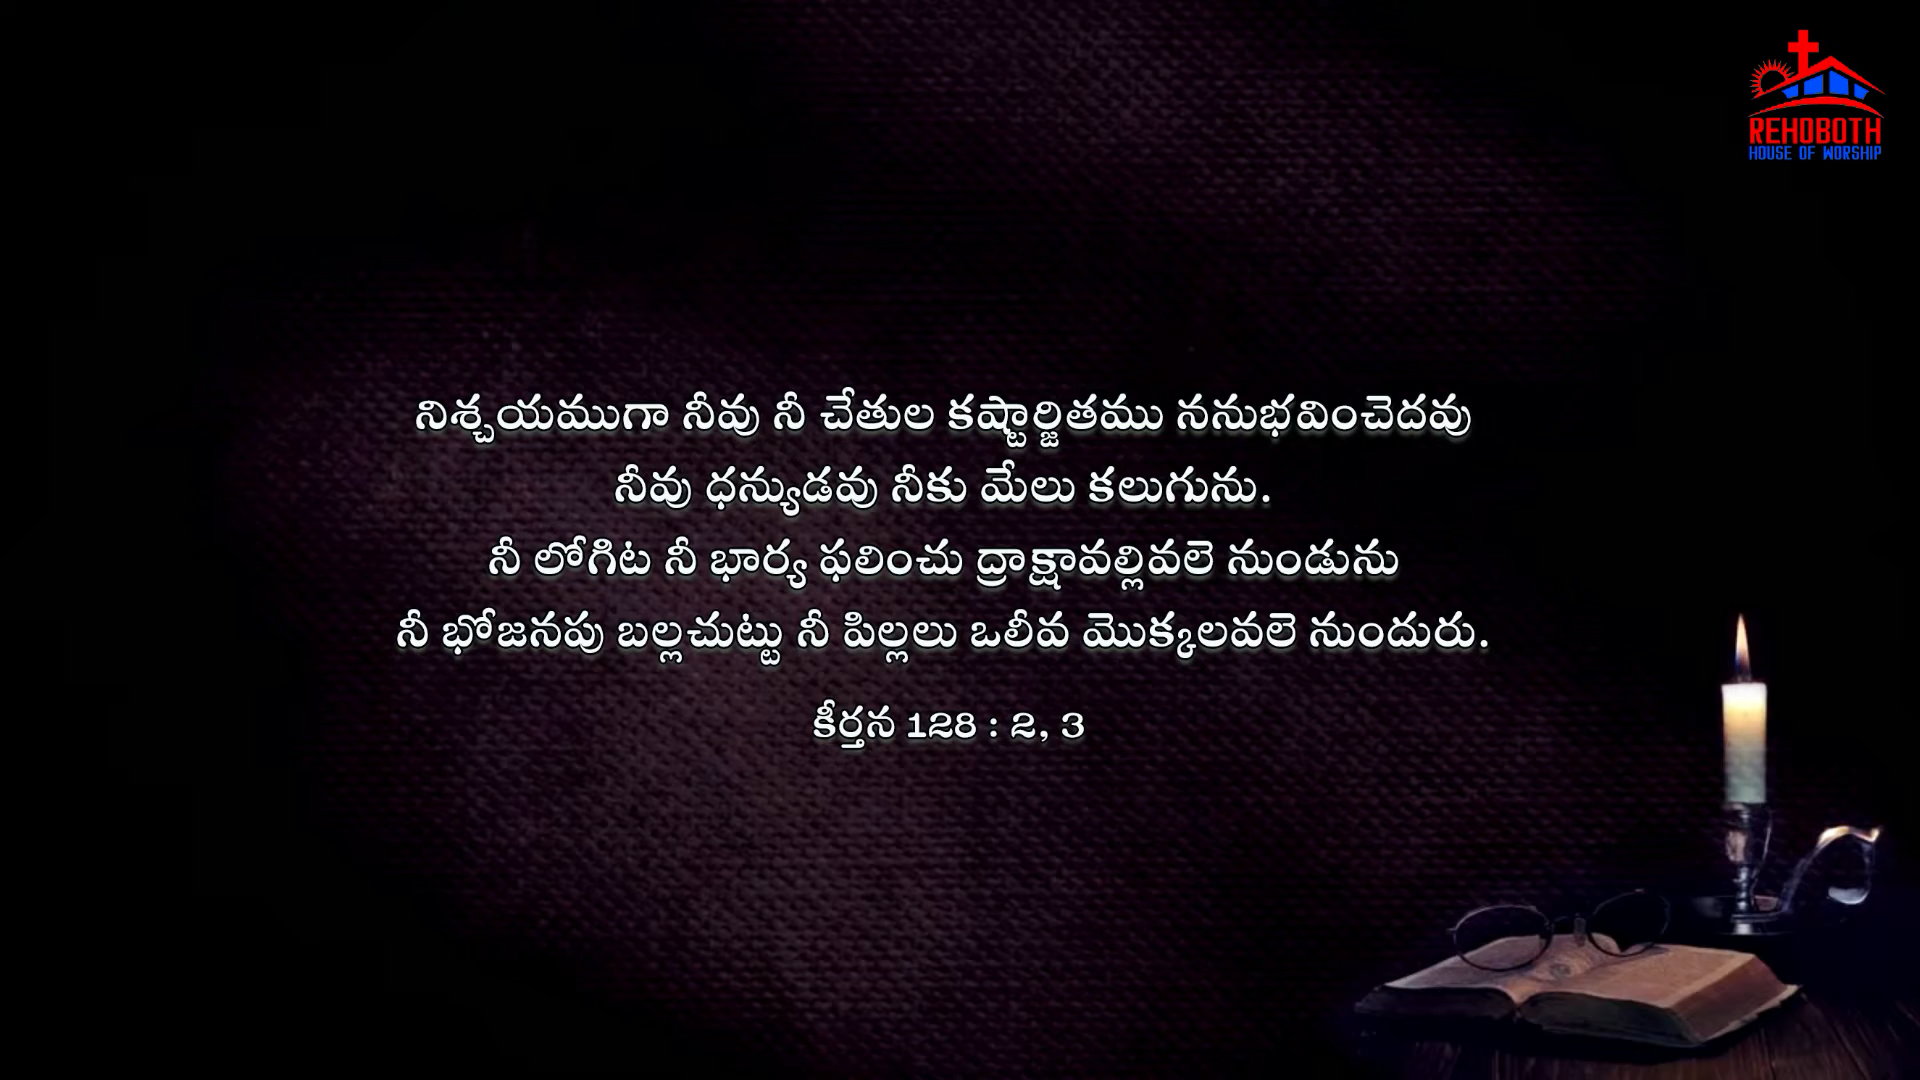 REHOBOTH
HOUSE OF WORSHIP
నిశ్చయముగా నీవు నీ చేతుల కష్టార్జితము ననుభవించెదవు
నీవు ధన్యుడవు నీకు మేలు కలుగును.
నీ లోగిట నీ భార్య ఫలించు ద్రాక్షావల్లివలె నుండును
నీ భోజనపు బల్లచుట్టు నీ పిల్లలు ఒలీవ మొక్కలవలె నుందురు.
కీర్తన 128 : 2, 3